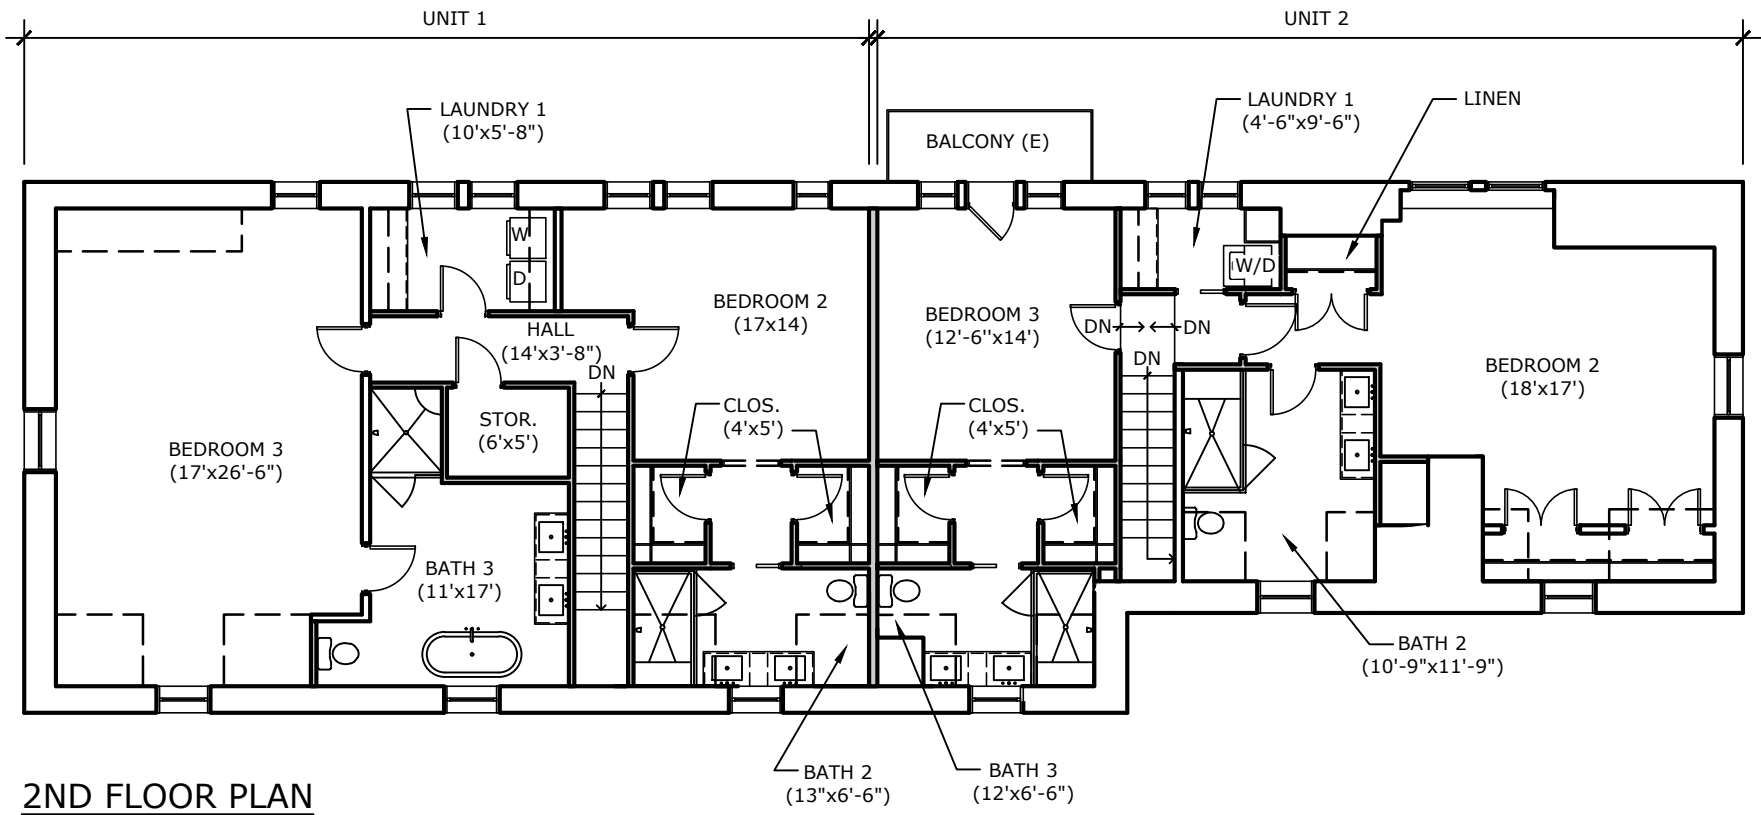 UNIT 1
UNIT 2
LAUNDRY 1
(10'x5'-8")
BALCONY (E)
LAUNDRY 1
(4'-6"x9'-6")
LINEN
W
D
W/D
HALL
(14'x3'-8")
DN
BEDROOM 2
(17x14)
BEDROOM 3
(12'-6"x14')
DN
DN
DN
BEDROOM 2
(18'x17')
BEDROOM 3
(17'x26'-6")
STOR.
(6'x5')
CLOS.
(4'x5')
CLOS.
(4'x5')
BATH 3
(11'x17')
BATH 2
(10'-9"x11'-9")
BATH 2
(13"x6'-6")
BATH 3
(12'x6'-6")
2ND FLOOR PLAN